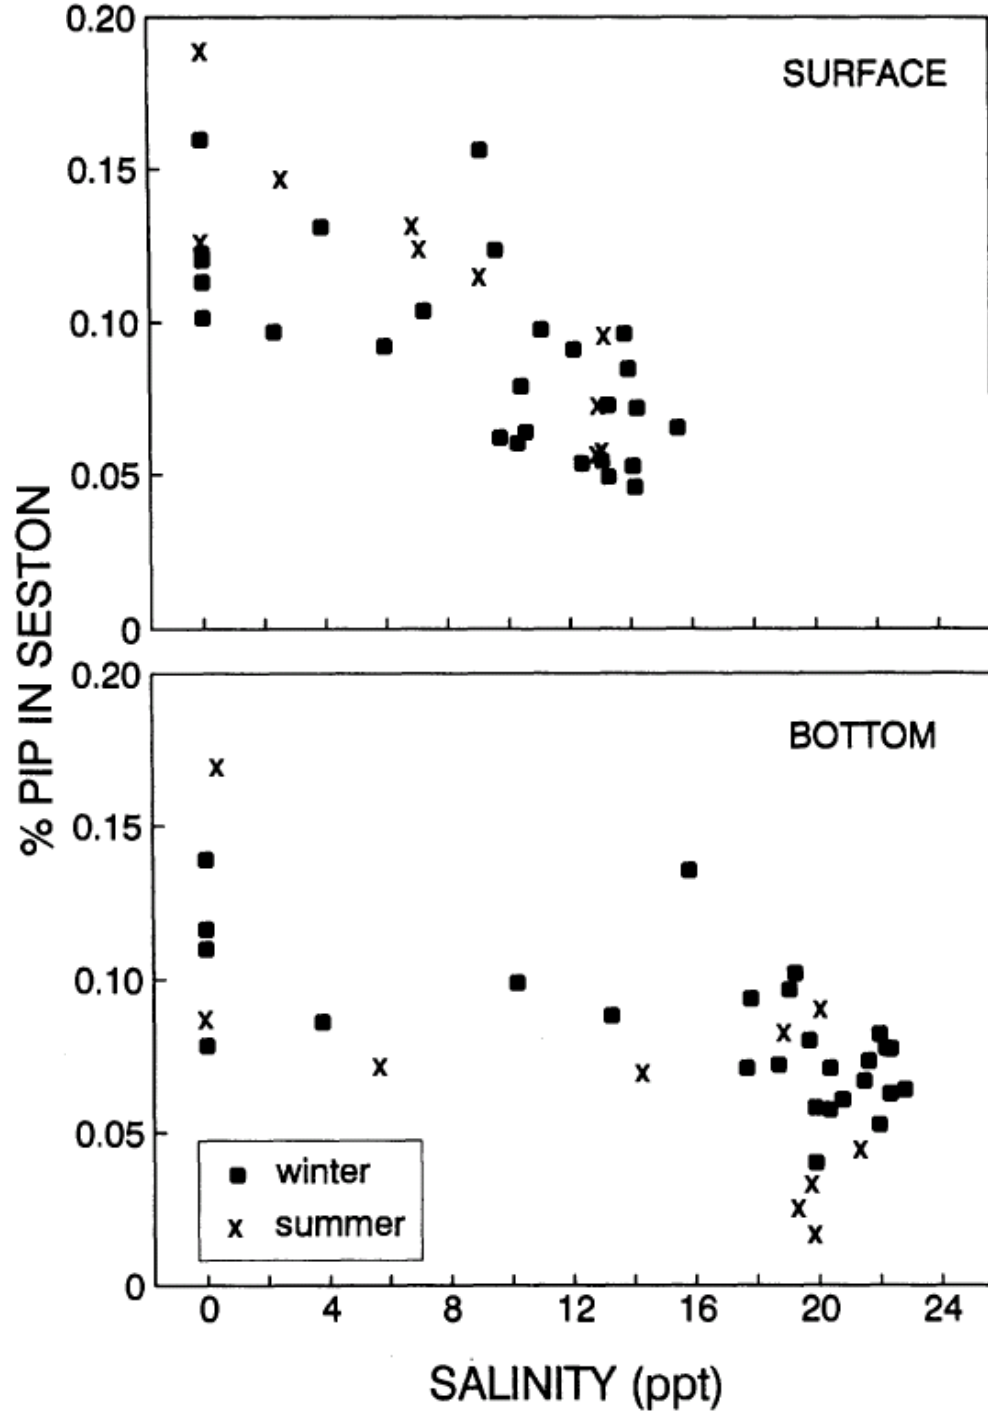 0.20
SURFACE
0.15
0.10
0.05
0
% PIP IN SESTON
0.20
BOTTOM
0.15
0.10
0.05
winter
summer
0
0 4 8 12 16 20 24
SALINITY (ppt)